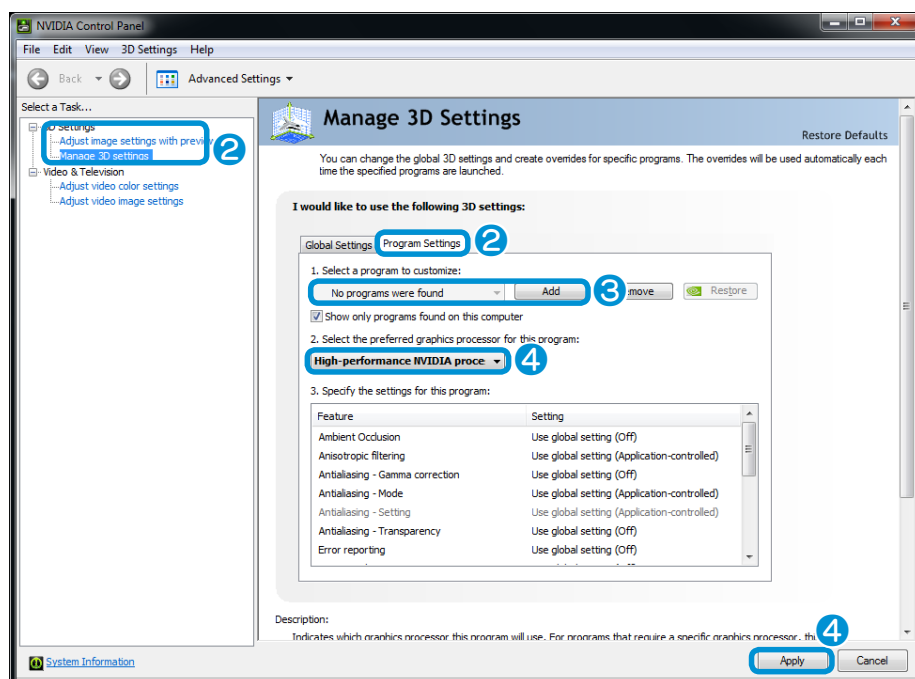 NVIDIA Control Panel
File Edit View 3D Settings Help
Back Advanced Settings
Select a Task...
3D Settings
Adjust image settings with preview
Manage 3D settings
2
Video & Television
Adjust video color settings
Adjust video image settings
Manage 3D Settings
Restore Defaults
You can change the global 3D settings and create overrides for specific programs. The overrides will be used automatically each
time the specified programs are launched.
I would like to use the following 3D settings:
Global Settings Program Settings 2
1. Select a program to customize:
No programs were found Add 3 move Restore
Show only programs found on this computer
2. Select the preferred graphics processor for this program:
High-performance NVIDIA proce 4
3. Specify the settings for this program:
Feature Setting
Ambient Occlusion Use global setting (Off)
Anisotropic filtering Use global setting (Application-controlled)
Antialiasing - Gamma correction Use global setting (Off)
Antialiasing - Mode Use global setting (Application-controlled)
Antialiasing - Setting Use global setting (Application-controlled)
Antialiasing - Transparency Use global setting (Off)
Error reporting Use global setting (Off)
Description:
Indicates which graphics processor this program will use. For programs that require a specific graphics processor, 4
System Information Apply Cancel